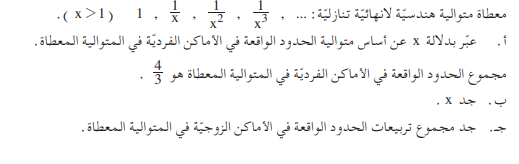 معطاة متوالية هندسيّة لانهائيّة تنازليّة: 1 , 1/x , 1/x² , 1/x³ , ... ( x > 1 )
أ. عبّر بدلالة x عن أساس متوالية الحدود الواقعة في الأماكن الفرديّة في المتوالية المعطاة.
مجموع الحدود الواقعة في الأماكن الفرديّة في المتوالية المعطاة هو 4/3 .
ب. جد x .
جـ. جد مجموع تربيعات الحدود الواقعة في الأماكن الزوجيّة في المتوالية المعطاة.